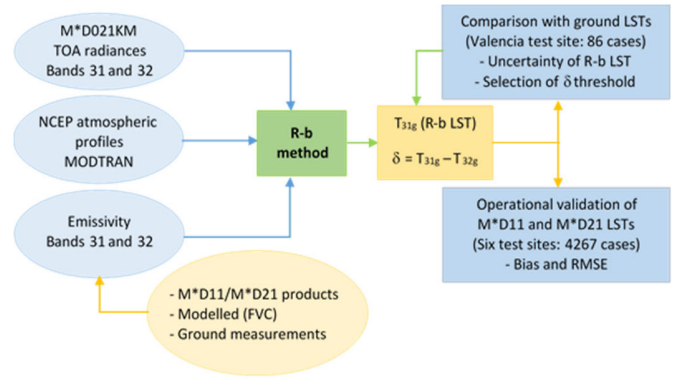 M*D021KM
TOA radiances
Bands 31 and 32
NCEP atmospheric
profiles
MODTRAN
Emissivity
Bands 31 and 32
- M*D11/M*D21 products
- Modelled (FVC)
- Ground measurements
R-b
method
T31g (R-b LST)
δ = T31g – T32g
Comparison with ground LSTs
(Valencia test site: 86 cases)
- Uncertainty of R-b LST
- Selection of δ threshold
Operational validation of
M*D11 and M*D21 LSTs
(Six test sites: 4267 cases)
- Bias and RMSE